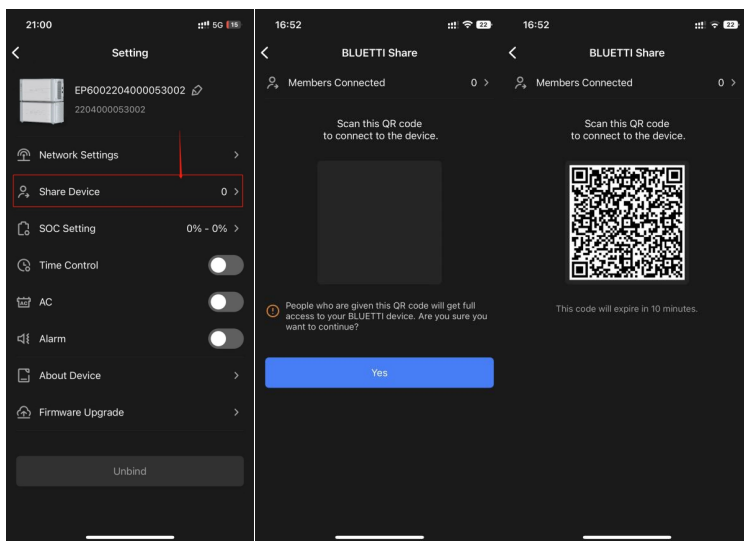 21:00
5G 15
Setting
EP6002204000053002
2204000053002
Network Settings
Share Device 0
SOC Setting 0% - 0%
Time Control
AC
AC
Alarm
About Device
Firmware Upgrade
Unbind
16:52
22
BLUETTI Share
Members Connected 0
Scan this QR code
to connect to the device.
People who are given this QR code will get full
access to your BLUETTI device. Are you sure you
want to continue?
Yes
16:52
22
BLUETTI Share
Members Connected 0
Scan this QR code
to connect to the device.
This code will expire in 10 minutes.